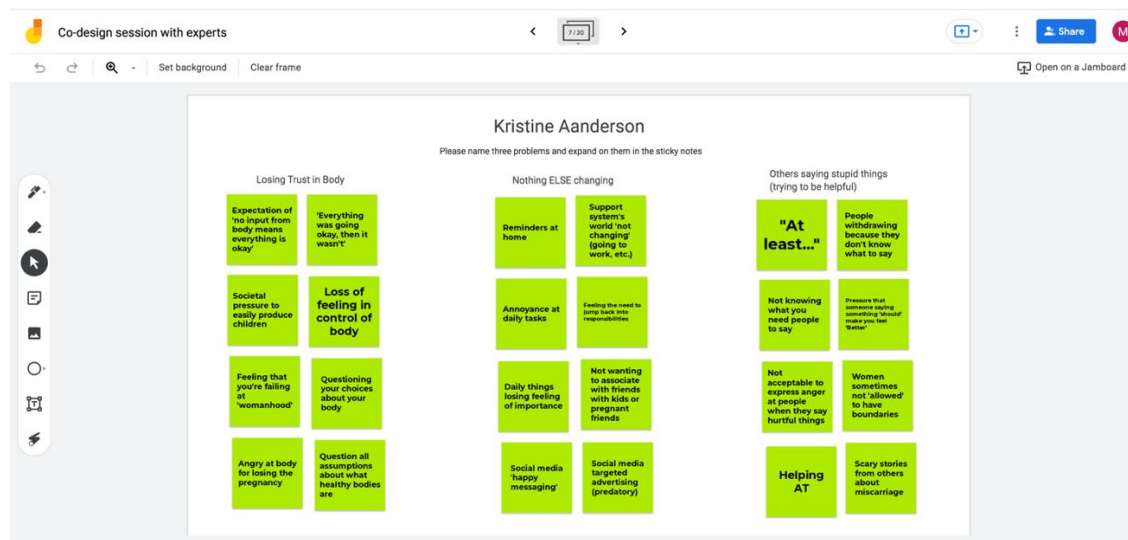 Co-design session with experts
7 / 20
Share
M
Set background
Clear frame
Open on a Jamboard
Kristine Aanderson
Please name three problems and expand on them in the sticky notes
Losing Trust in Body
Expectation of
'no input from
body means
everything is
okay'
'Everything
was going
okay, then it
wasn't'
Societal
pressure to
easily produce
children
Loss of
feeling in
control of
body
Feeling that
you're failing
at
'womanhood'
Questioning
your choices
about your
body
Angry at body
for losing the
pregnancy
Question all
assumptions
about what
healthy bodies
are
Nothing ELSE changing
Reminders at
home
Support
system's
world 'not
changing'
(going to
work, etc.)
Annoyance at
daily tasks
Feeling the need to
jump back into
responsibilities
Daily things
losing feeling
of importance
Not wanting
to associate
with friends
with kids or
pregnant
friends
Social media
'happy
messaging'
Social media
targeted
advertising
(predatory)
Others saying stupid things
(trying to be helpful)
"At
least..."
People
withdrawing
because they
don't know
what to say
Not knowing
what you
need people
to say
Pressure that
someone saying
something 'should'
make you feel
'Better'
Not
acceptable to
express anger
at people
when they say
hurtful things
Women
sometimes
not 'allowed'
to have
boundaries
Helping
AT
Scary stories
from others
about
miscarriage